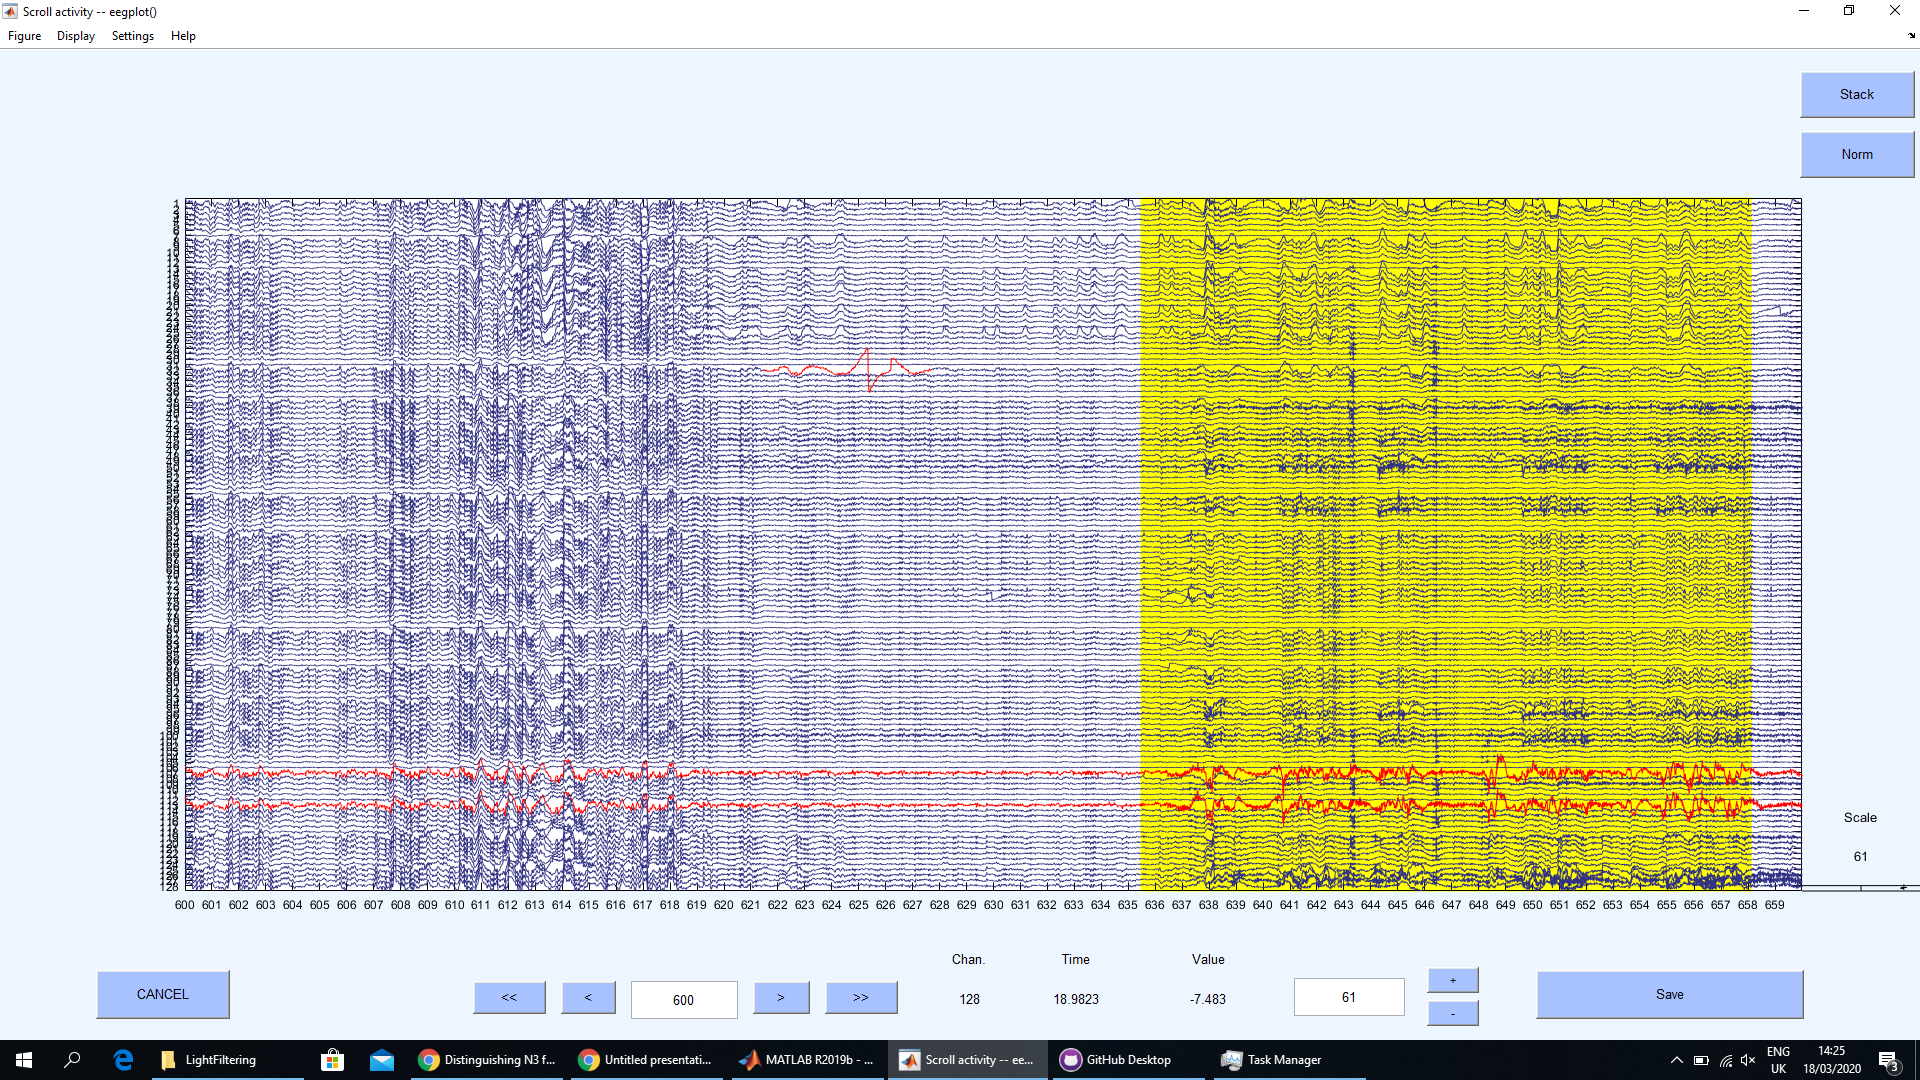 Scroll activity -- eegplot()
Figure Display Settings Help
Stack
Norm
Scale
61
600 601 602 603 604 605 606 607 608 609 610 611 612 613 614 615 616 617 618 619 620 621 622 623 624 625 626 627 628 629 630 631 632 633 634 635 636 637 638 639 640 641 642 643 644 645 646 647 648 649 650 651 652 653 654 655 656 657 658 659
Chan. Time Value
CANCEL << < 600 > >> 128 18.9823 -7.483 61 + - Save
LightFiltering Distinguishing N3 f... Untitled presentati... MATLAB R2019b - ... Scroll activity -- ee... GitHub Desktop Task Manager
ENG 14:25
UK 18/03/2020 3